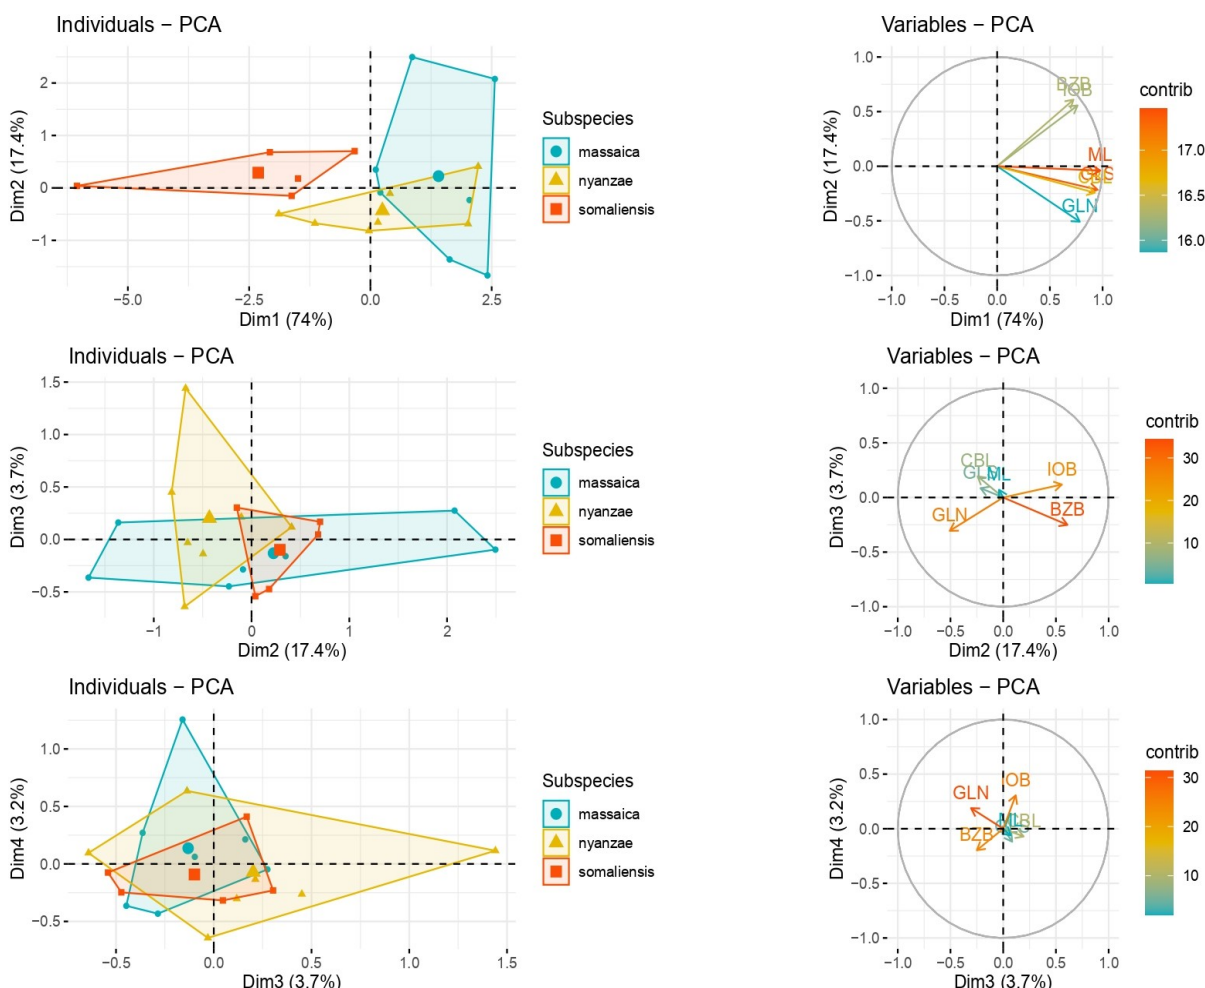 Individuals − PCA
Variables − PCA
Dim2 (17.4%)
2
1
0
−1
−5.0 −2.5 0.0 2.5
Dim1 (74%)
Subspecies
massaica
nyanzae
somaliensis
Dim2 (17.4%)
1.0
0.5
0.0
−0.5
−1.0
BZB
IOB
ML
GLN
−1.0 −0.5 0.0 0.5 1.0
Dim1 (74%)
contrib
17.0
16.5
16.0
Individuals − PCA
Variables − PCA
Dim3 (3.7%)
1.5
1.0
0.5
0.0
−0.5
−1 0 1 2
Dim2 (17.4%)
Subspecies
massaica
nyanzae
somaliensis
Dim3 (3.7%)
1.0
0.5
0.0
−0.5
−1.0
CBL
ML
IOB
GLN
BZB
−1.0 −0.5 0.0 0.5 1.0
Dim2 (17.4%)
contrib
30
20
10
Individuals − PCA
Variables − PCA
Dim4 (3.2%)
1.0
0.5
0.0
−0.5
−0.5 0.0 0.5 1.0 1.5
Dim3 (3.7%)
Subspecies
massaica
nyanzae
somaliensis
Dim4 (3.2%)
1.0
0.5
0.0
−0.5
−1.0
IOB
GLN
BZB
−1.0 −0.5 0.0 0.5 1.0
Dim3 (3.7%)
contrib
30
20
10